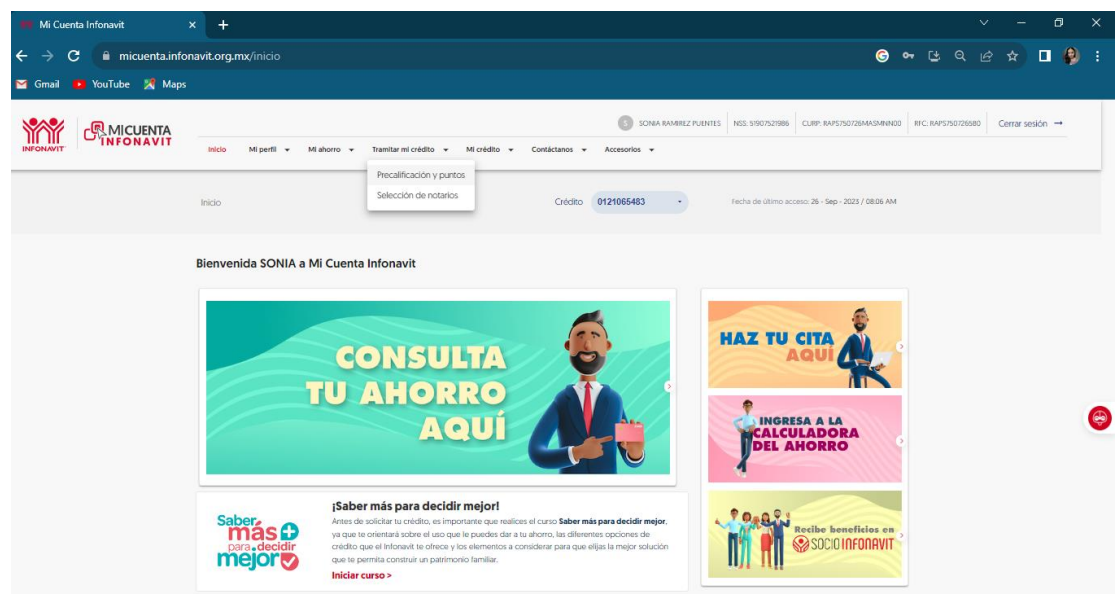 Mi Cuenta Infonavit
micuenta.infonavit.org.mx/inicio
Gmail YouTube Maps
INFONAVIT
MICUENTA
INFONAVIT
S SONIA RAMIREZ PUENTES NSS: 51907521986 CURP: RAPS750726MASMNN00 RFC: RAPS750726580 Cerrar sesión →
Inicio Mi perfil Mi ahorro Tramitar mi crédito Mi crédito Contáctanos Accesorios
Precalificación y puntos
Selección de notarios
Inicio Crédito 0121065483 Fecha de último acceso: 26 - Sep - 2023 / 08:06 AM
Bienvenida SONIA a Mi Cuenta Infonavit
CONSULTA
TU AHORRO
AQUÍ
HAZ TU CITA
AQUÍ
INGRESA A LA
CALCULADORA
DEL AHORRO
Recibe beneficios en
SOCIO INFONAVIT
Saber
más
para decidir
mejor
¡Saber más para decidir mejor!
Antes de solicitar tu crédito, es importante que realices el curso Saber más para decidir mejor,
ya que te orientará sobre el uso que le puedes dar a tu ahorro, las diferentes opciones de
crédito que el Infonavit te ofrece y los elementos a considerar para que elijas la mejor solución
que te permita construir un patrimonio familiar.
Iniciar curso >